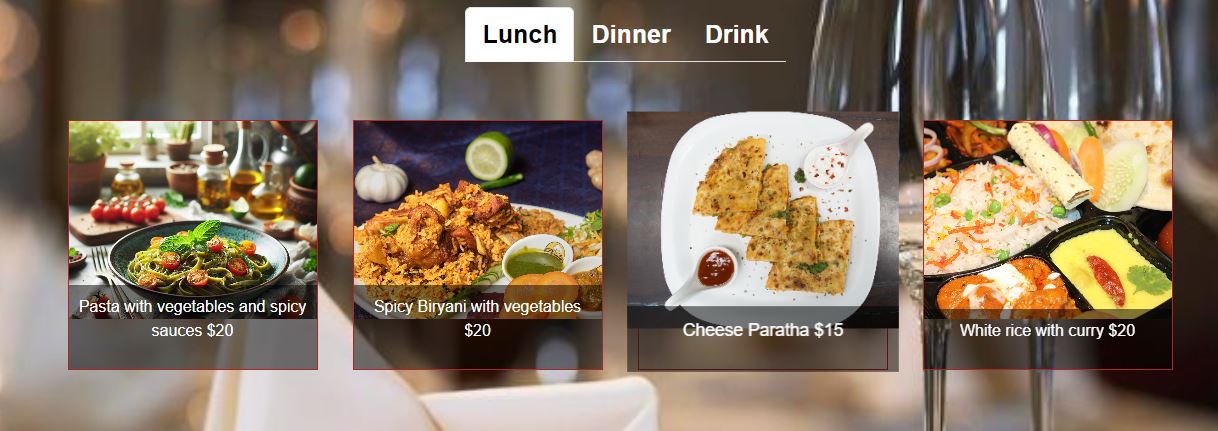 Lunch Dinner Drink
Pasta with vegetables and spicy
sauces $20
Spicy Biryani with vegetables
$20
Cheese Paratha $15
White rice with curry $20